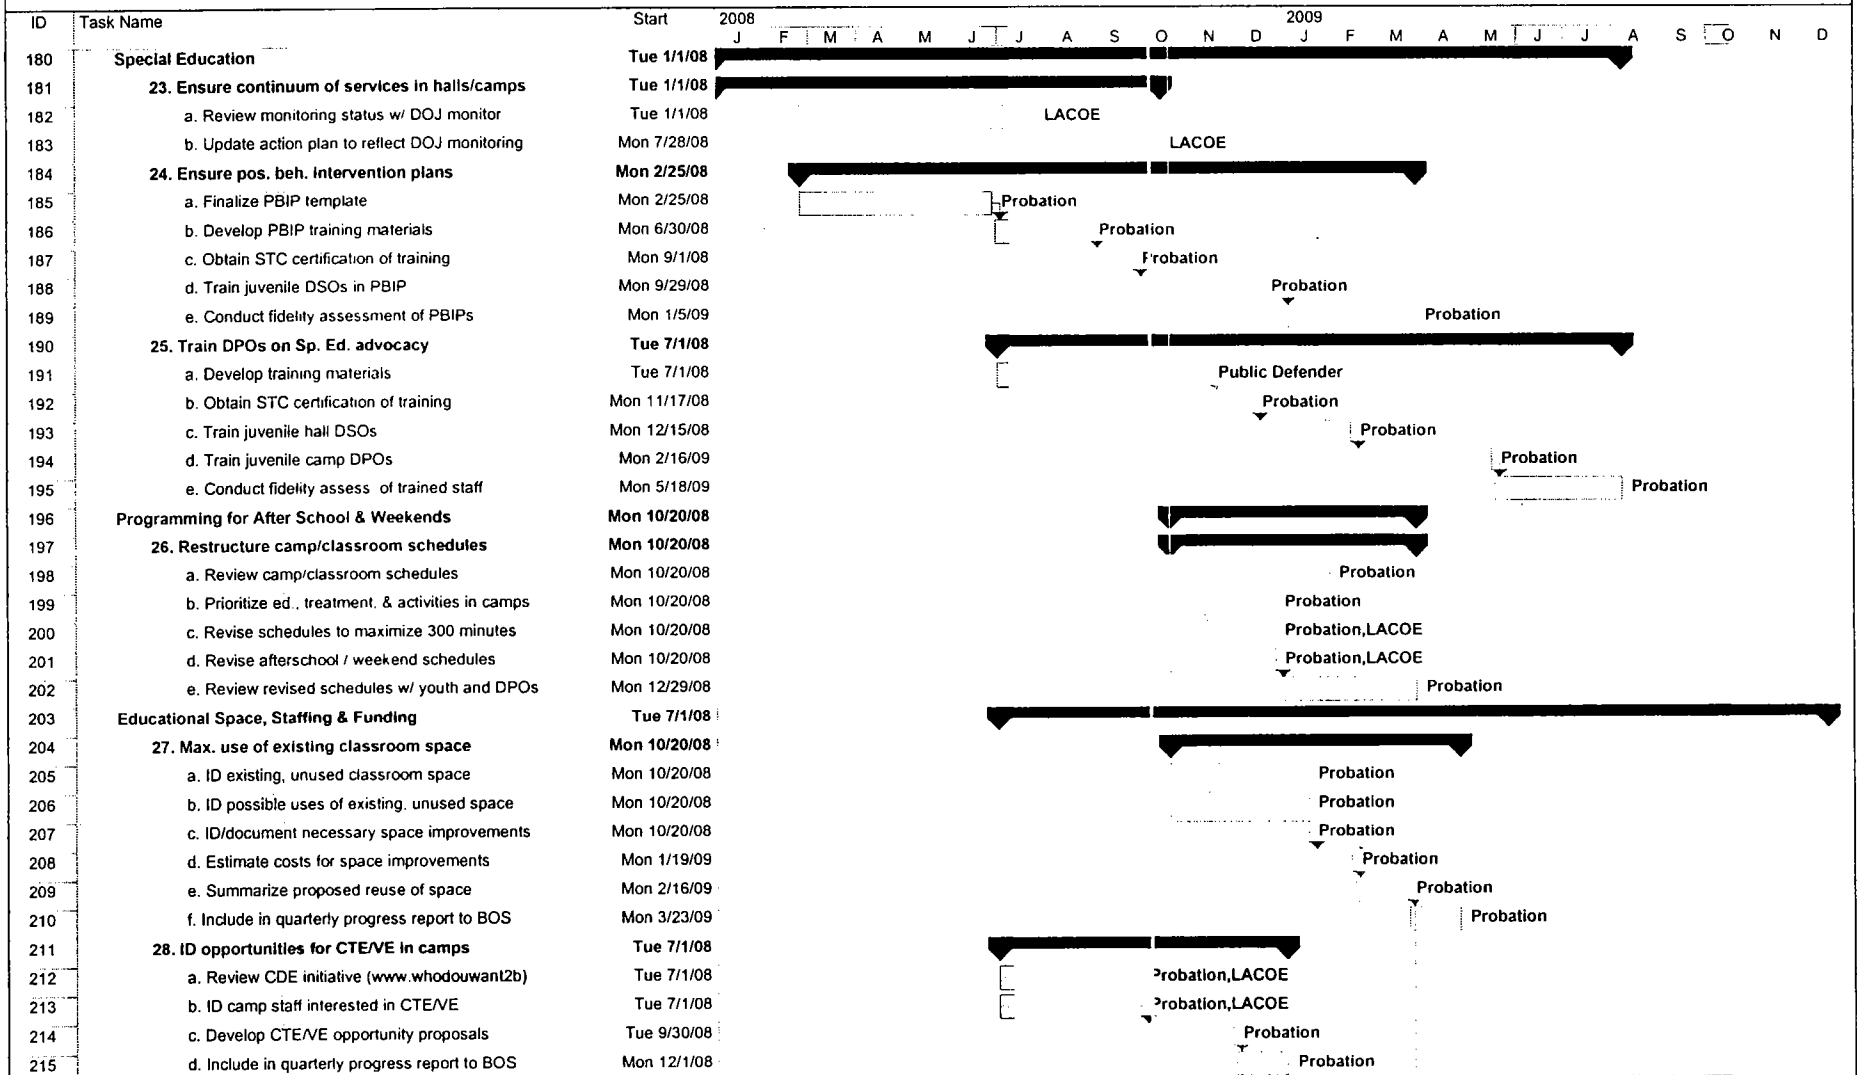 ID Task Name Start 2008 2009
J F M A M J J A S O N D J F M A M J J A S O N D
180 Special Education Tue 1/1/08
181 23. Ensure continuum of services in halls/camps Tue 1/1/08
182 a. Review monitoring status w/ DOJ monitor Tue 1/1/08 LACOE
183 b. Update action plan to reflect DOJ monitoring Mon 7/28/08 LACOE
184 24. Ensure pos. beh. intervention plans Mon 2/25/08
185 a. Finalize PBIP template Mon 2/25/08 Probation
186 b. Develop PBIP training materials Mon 6/30/08 Probation
187 c. Obtain STC certification of training Mon 9/1/08 Probation
188 d. Train juvenile DSOs in PBIP Mon 9/29/08 Probation
189 e. Conduct fidelity assessment of PBIPs Mon 1/5/09 Probation
190 25. Train DPOs on Sp. Ed. advocacy Tue 7/1/08
191 a. Develop training materials Tue 7/1/08 Public Defender
192 b. Obtain STC certification of training Mon 11/17/08 Probation
193 c. Train juvenile hall DSOs Mon 12/15/08 Probation
194 d. Train juvenile camp DPOs Mon 2/16/09 Probation
195 e. Conduct fidelity assess of trained staff Mon 5/18/09 Probation
196 Programming for After School & Weekends Mon 10/20/08
197 26. Restructure camp/classroom schedules Mon 10/20/08
198 a. Review camp/classroom schedules Mon 10/20/08 Probation
199 b. Prioritize ed., treatment, & activities in camps Mon 10/20/08 Probation
200 c. Revise schedules to maximize 300 minutes Mon 10/20/08 Probation,LACOE
201 d. Revise afterschool / weekend schedules Mon 10/20/08 Probation,LACOE
202 e. Review revised schedules w/ youth and DPOs Mon 12/29/08 Probation
203 Educational Space, Staffing & Funding Tue 7/1/08
204 27. Max. use of existing classroom space Mon 10/20/08
205 a. ID existing, unused classroom space Mon 10/20/08 Probation
206 b. ID possible uses of existing, unused space Mon 10/20/08 Probation
207 c. ID/document necessary space improvements Mon 10/20/08 Probation
208 d. Estimate costs for space improvements Mon 1/19/09 Probation
209 e. Summarize proposed reuse of space Mon 2/16/09 Probation
210 f. Include in quarterly progress report to BOS Mon 3/23/09 Probation
211 28. ID opportunities for CTE/VE in camps Tue 7/1/08
212 a. Review CDE initiative (www.whodouwant2b) Tue 7/1/08 Probation,LACOE
213 b. ID camp staff interested in CTE/VE Tue 7/1/08 Probation,LACOE
214 c. Develop CTE/VE opportunity proposals Tue 9/30/08 Probation
215 d. Include in quarterly progress report to BOS Mon 12/1/08 Probation